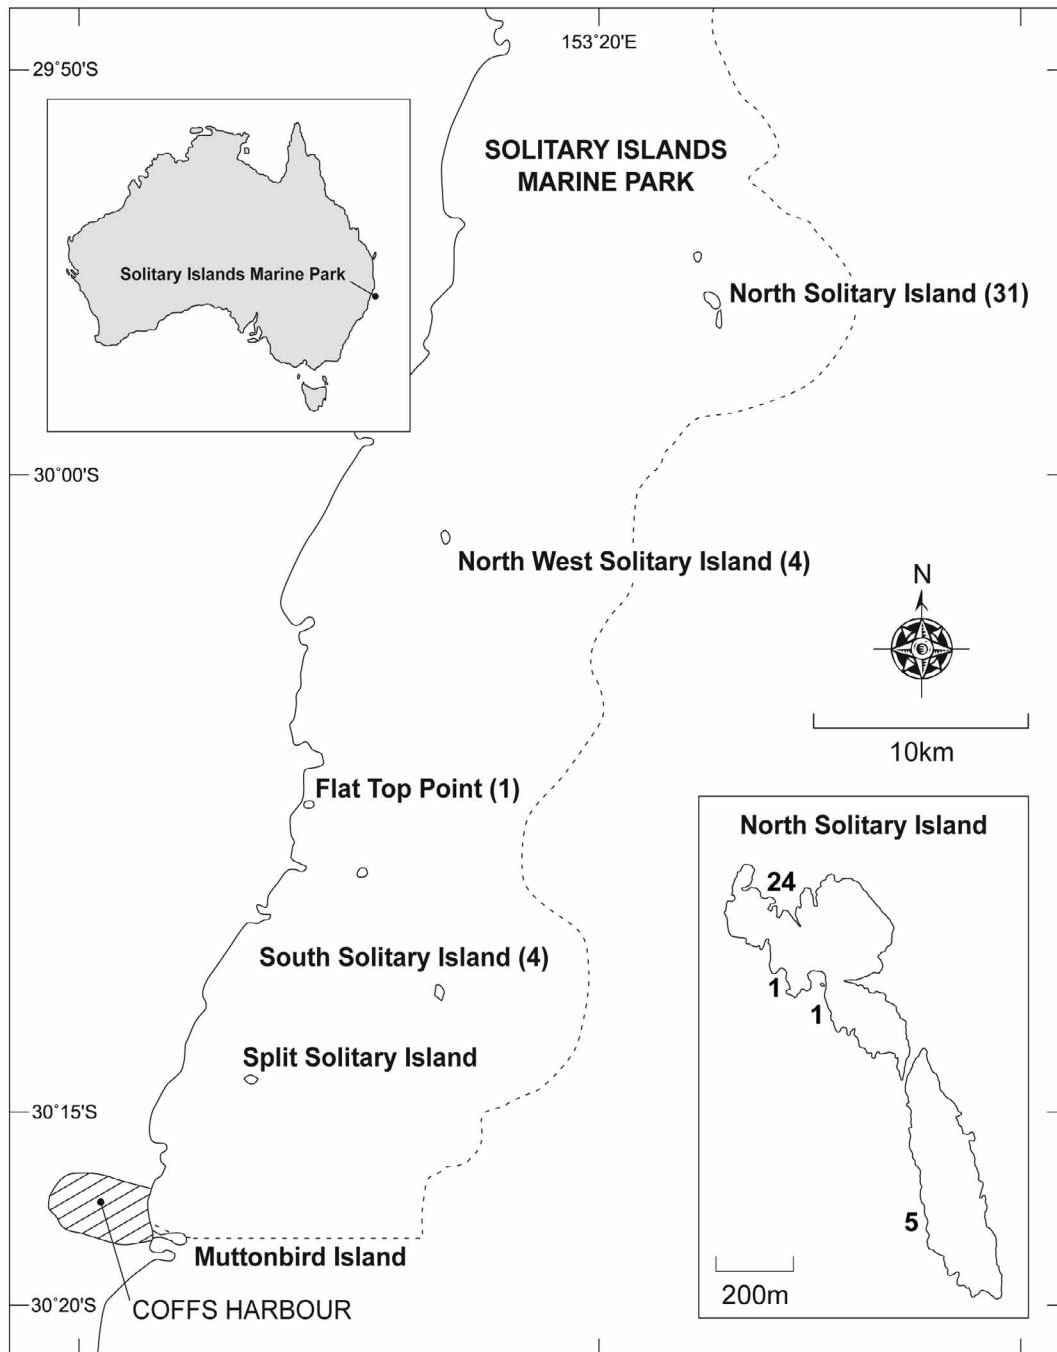 153°20'E
29°50'S
SOLITARY ISLANDS
MARINE PARK
Solitary Islands Marine Park
North Solitary Island (31)
30°00'S
North West Solitary Island (4)
N
10km
Flat Top Point (1)
North Solitary Island
24
South Solitary Island (4)
1
1
Split Solitary Island
30°15'S
5
Muttonbird Island
200m
30°20'S
COFFS HARBOUR